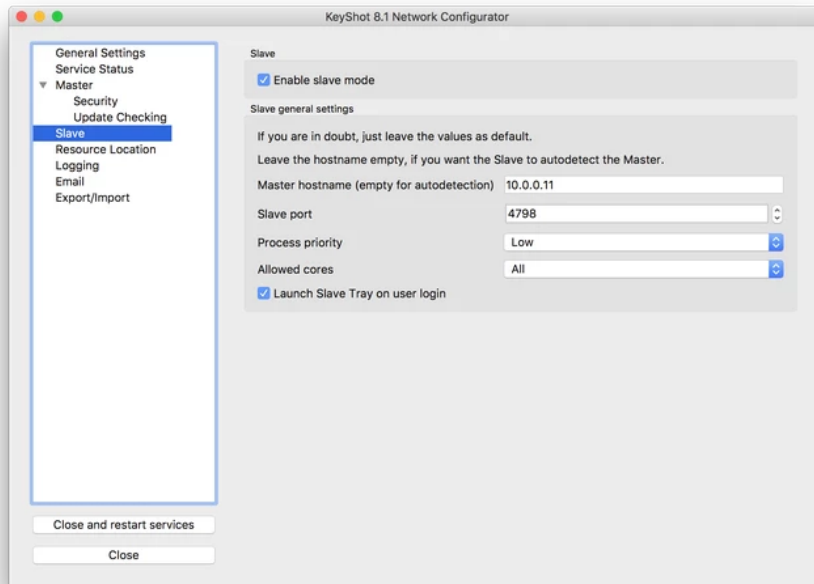 KeyShot 8.1 Network Configurator
General Settings
Service Status
Master
Security
Update Checking
Slave
Resource Location
Logging
Email
Export/Import
Close and restart services
Close
Slave
Enable slave mode
Slave general settings
If you are in doubt, just leave the values as default.
Leave the hostname empty, if you want the Slave to autodetect the Master.
Master hostname (empty for autodetection) 10.0.0.11
Slave port 4798
Process priority Low
Allowed cores All
Launch Slave Tray on user login